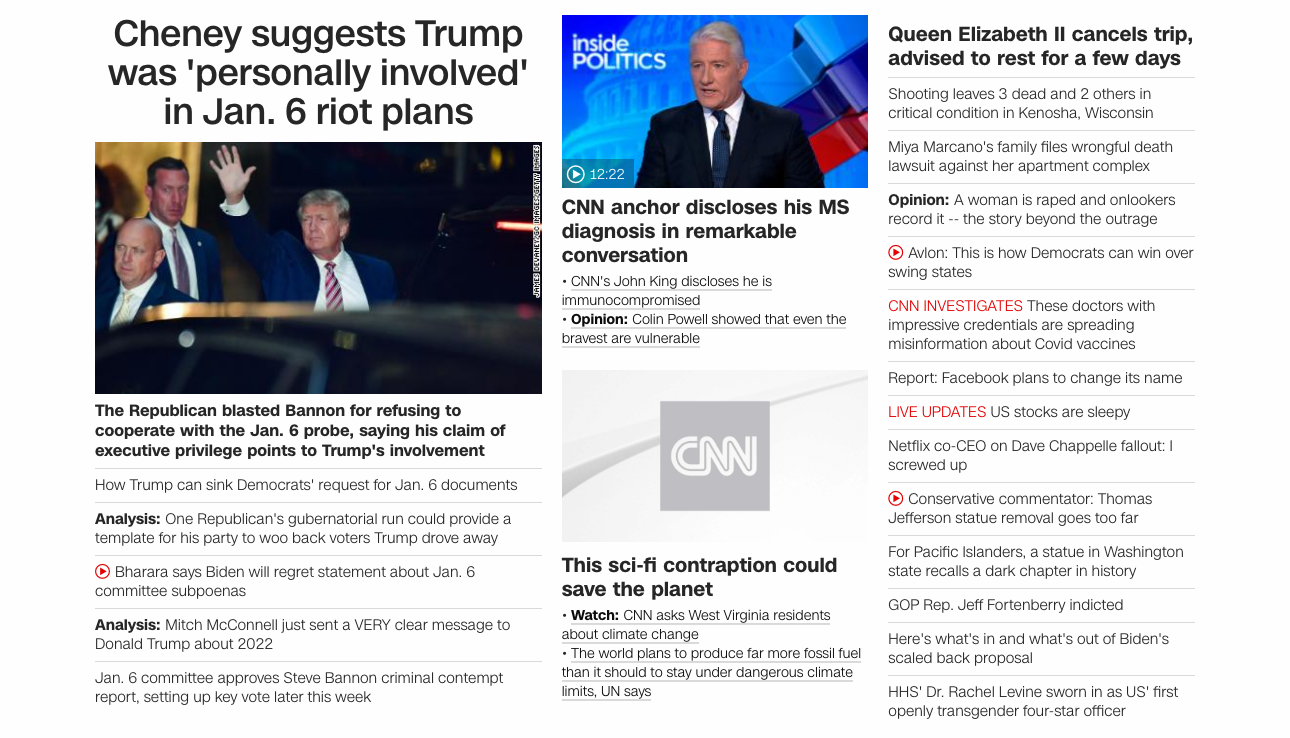 Cheney suggests Trump
was 'personally involved'
in Jan. 6 riot plans
JAMES DEVANEY/GC IMAGES/GETTY IMAGES
The Republican blasted Bannon for refusing to
cooperate with the Jan. 6 probe, saying his claim of
executive privilege points to Trump's involvement
How Trump can sink Democrats' request for Jan. 6 documents
Analysis: One Republican's gubernatorial run could provide a
template for his party to woo back voters Trump drove away
Bharara says Biden will regret statement about Jan. 6
committee subpoenas
Analysis: Mitch McConnell just sent a VERY clear message to
Donald Trump about 2022
Jan. 6 committee approves Steve Bannon criminal contempt
report, setting up key vote later this week
inside
POLITICS
12:22
CNN anchor discloses his MS
diagnosis in remarkable
conversation
• CNN's John King discloses he is
immunocompromised
• Opinion: Colin Powell showed that even the
bravest are vulnerable
CNN
This sci-fi contraption could
save the planet
• Watch: CNN asks West Virginia residents
about climate change
• The world plans to produce far more fossil fuel
than it should to stay under dangerous climate
limits, UN says
Queen Elizabeth II cancels trip,
advised to rest for a few days
Shooting leaves 3 dead and 2 others in
critical condition in Kenosha, Wisconsin
Miya Marcano's family files wrongful death
lawsuit against her apartment complex
Opinion: A woman is raped and onlookers
record it -- the story beyond the outrage
Avlon: This is how Democrats can win over
swing states
CNN INVESTIGATES These doctors with
impressive credentials are spreading
misinformation about Covid vaccines
Report: Facebook plans to change its name
LIVE UPDATES US stocks are sleepy
Netflix co-CEO on Dave Chappelle fallout: I
screwed up
Conservative commentator: Thomas
Jefferson statue removal goes too far
For Pacific Islanders, a statue in Washington
state recalls a dark chapter in history
GOP Rep. Jeff Fortenberry indicted
Here's what's in and what's out of Biden's
scaled back proposal
HHS' Dr. Rachel Levine sworn in as US' first
openly transgender four-star officer